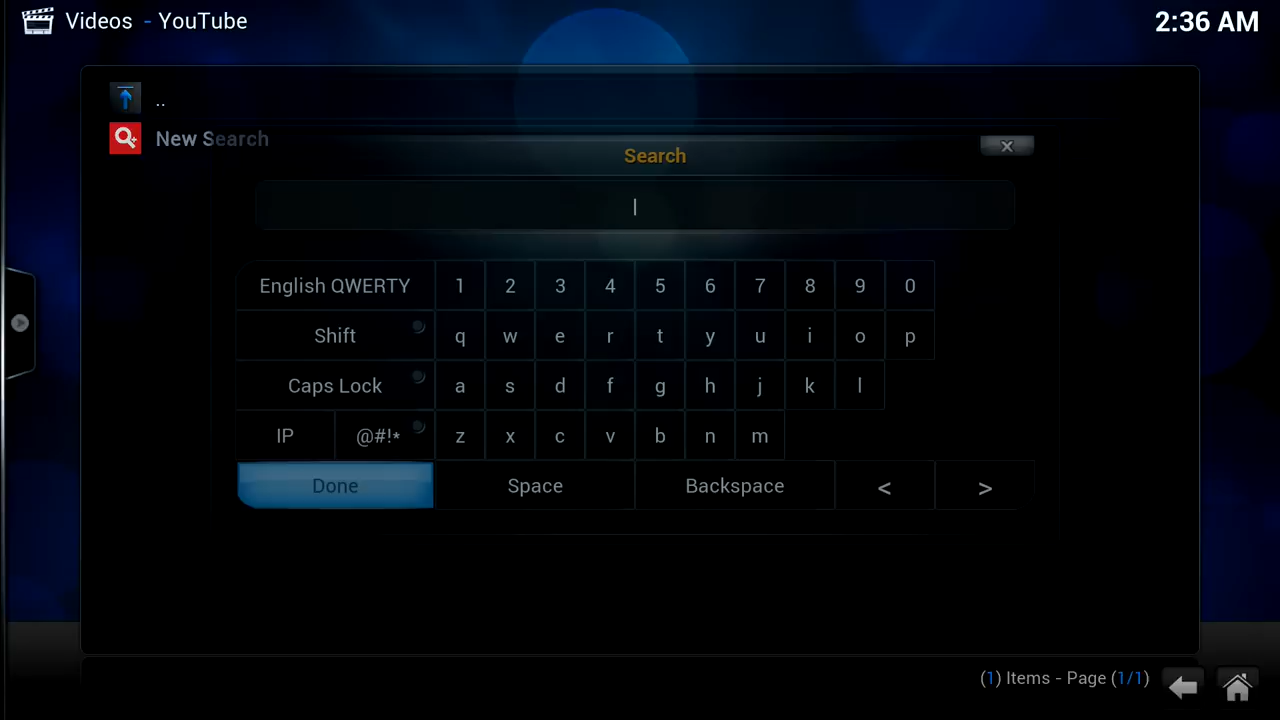 Videos - YouTube
2:36 AM
..
New Search
Search
English QWERTY 1 2 3 4 5 6 7 8 9 0
Shift q w e r t y u i o p
Caps Lock a s d f g h j k l
IP @#!* z x c v b n m
Done Space Backspace < >
(1) Items - Page (1/1)